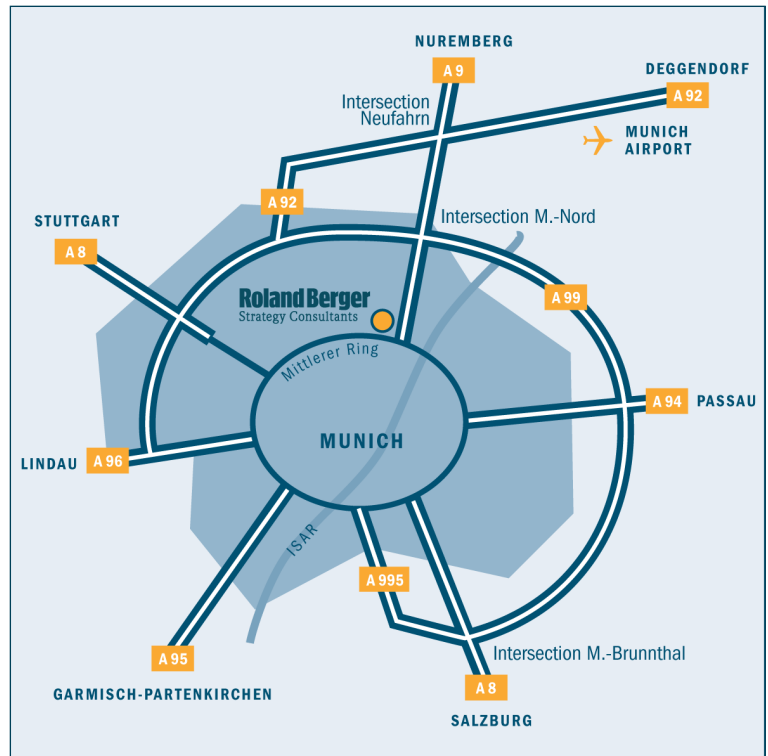 NUREMBERG
A 9
DEGGENDORF
A 92
Intersection
Neufahrn
MUNICH
AIRPORT
A 92
STUTTGART
A 8
Intersection M.-Nord
A 99
Roland Berger
Strategy Consultants
Mittlerer Ring
A 94
PASSAU
MUNICH
LINDAU
A 96
ISAR
A 995
A 95
Intersection M.-Brunnthal
GARMISCH-PARTENKIRCHEN
A 8
SALZBURG